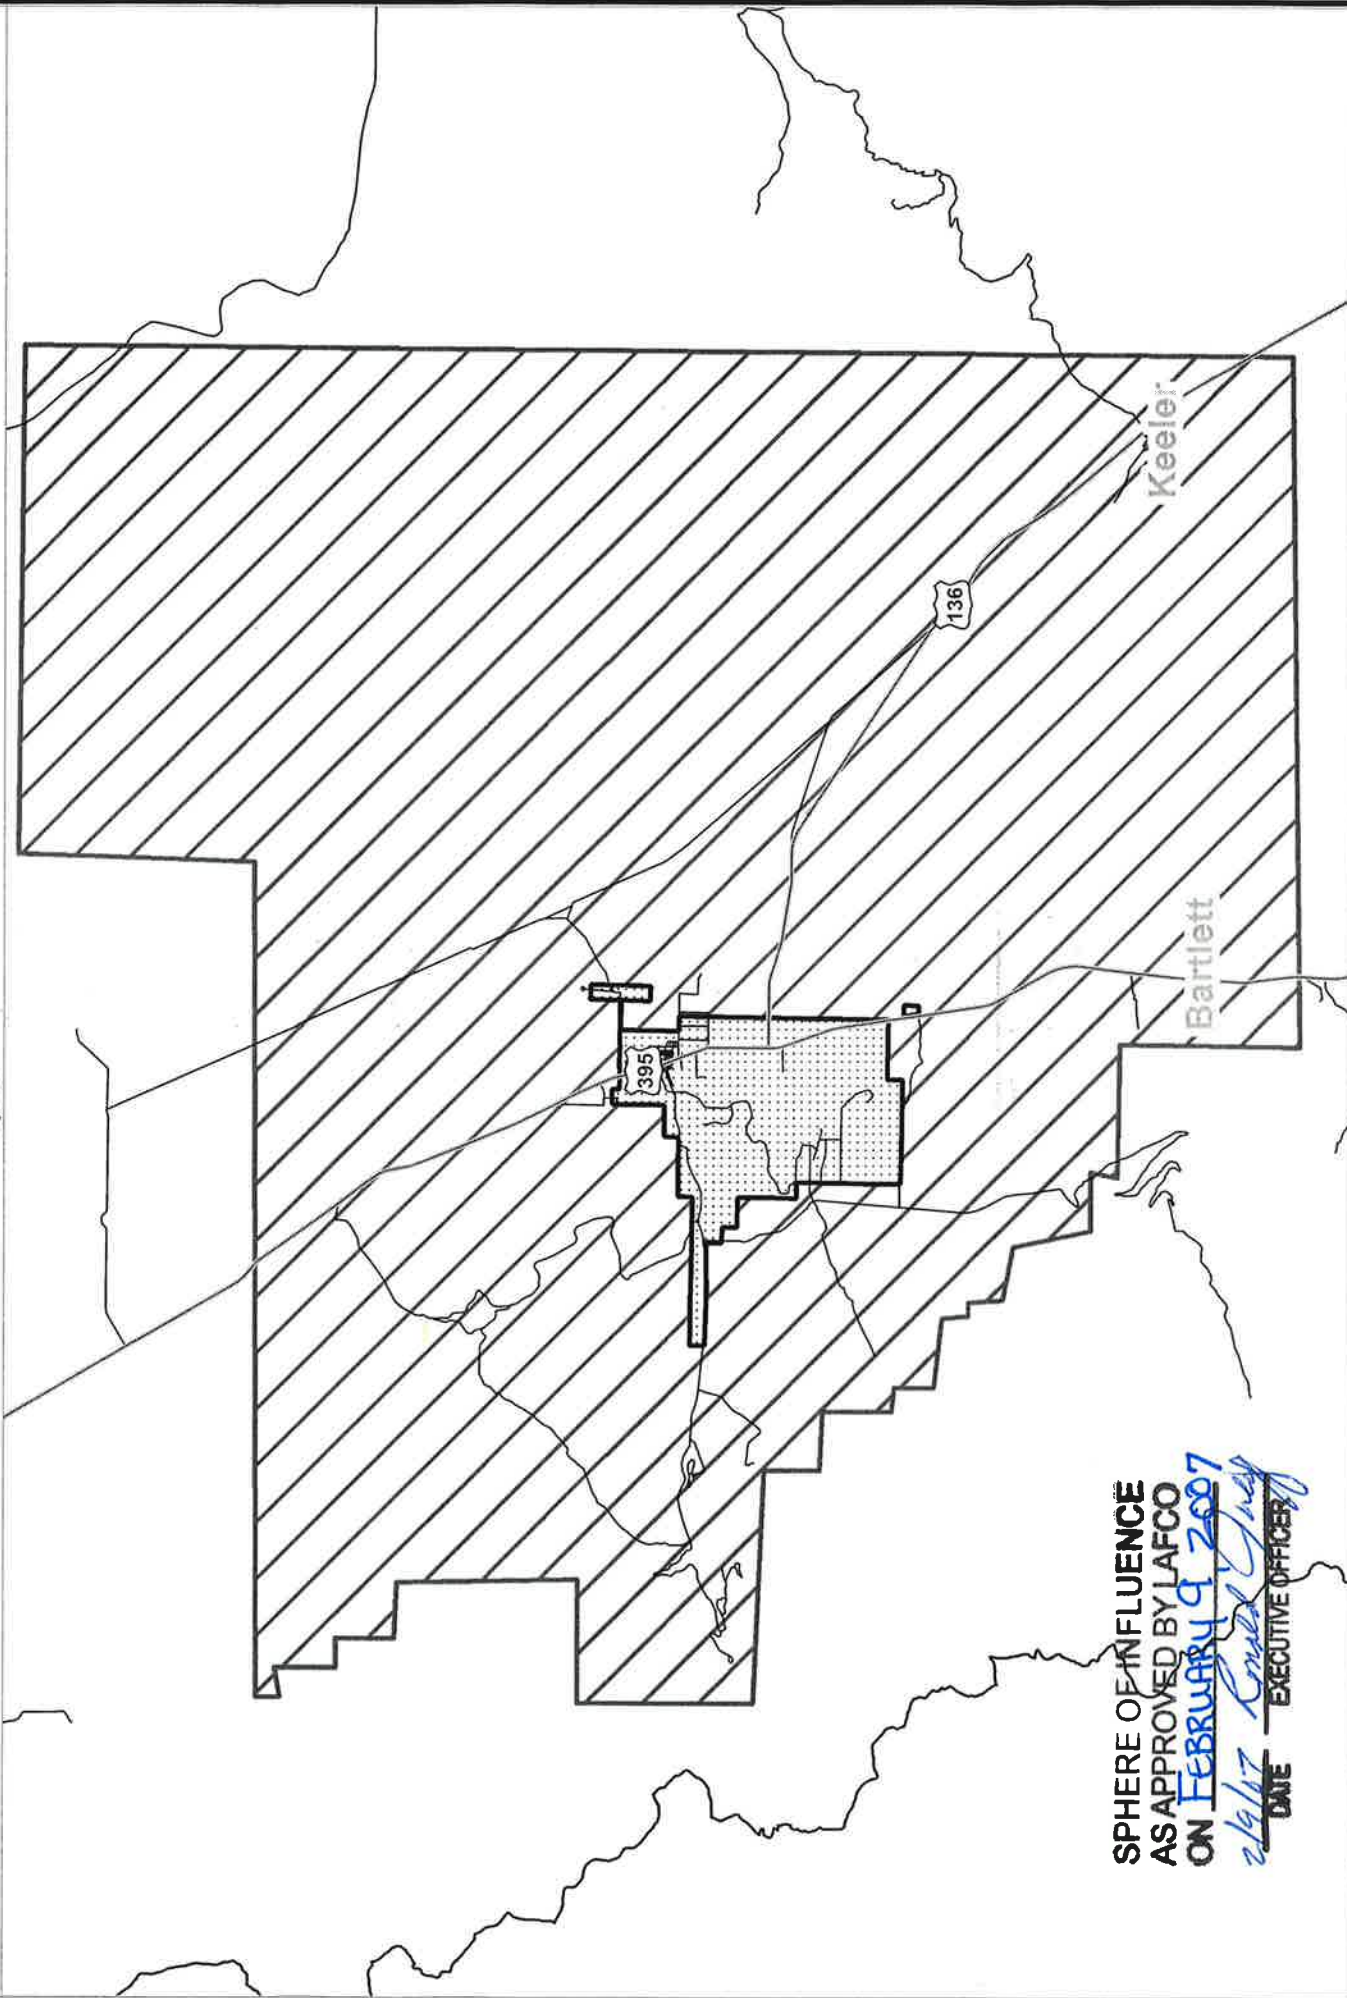 395
136
Keeler
Bartlett
SPHERE OF INFLUENCE
AS APPROVED BY LAFCO
ON FEBRUARY 9, 2007
2/9/07 Ronald
DATE EXECUTIVE OFFICER